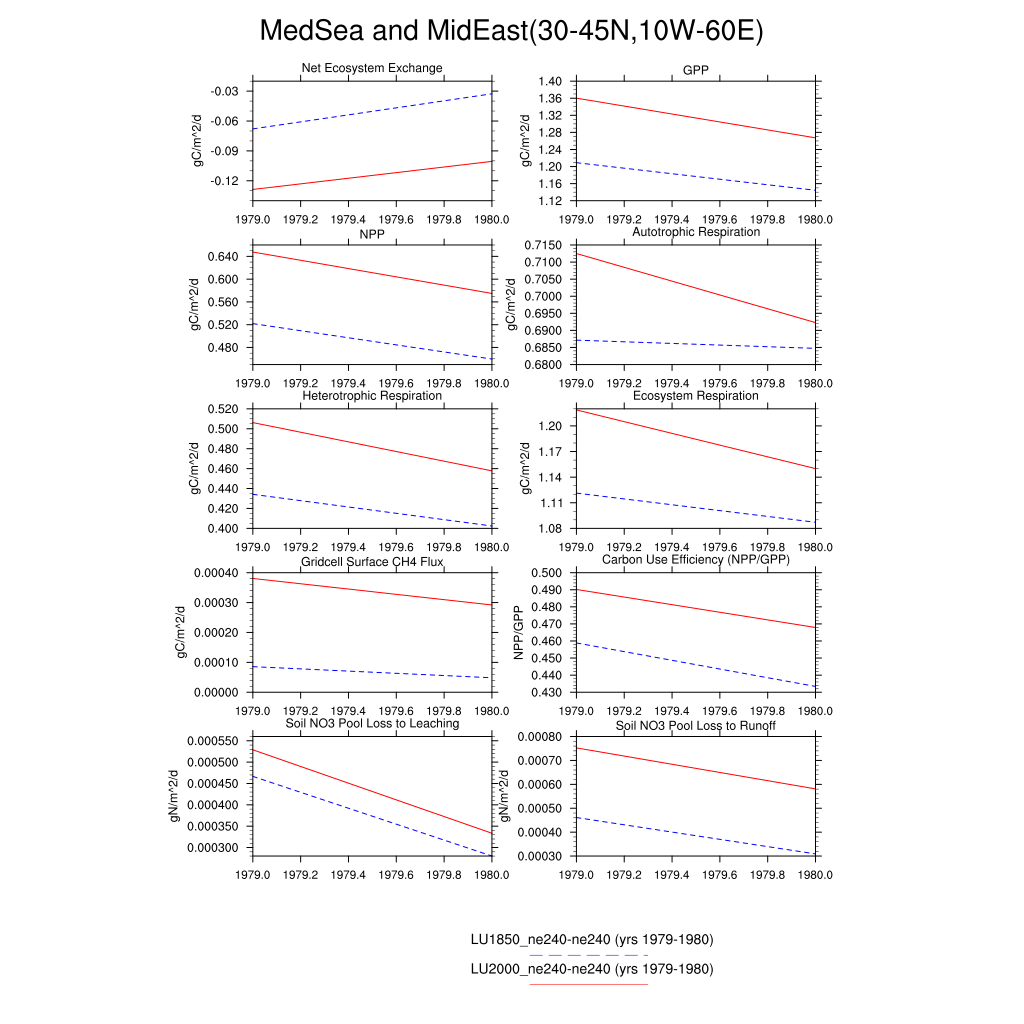 MedSea and MidEast(30-45N,10W-60E)
Net Ecosystem Exchange
gC/m^2/d
-0.03
-0.06
-0.09
-0.12
1979.0 1979.2 1979.4 1979.6 1979.8 1980.0
GPP
gC/m^2/d
1.40
1.36
1.32
1.28
1.24
1.20
1.16
1.12
1979.0 1979.2 1979.4 1979.6 1979.8 1980.0
NPP
gC/m^2/d
0.640
0.600
0.560
0.520
0.480
1979.0 1979.2 1979.4 1979.6 1979.8 1980.0
Autotrophic Respiration
gC/m^2/d
0.7150
0.7100
0.7050
0.7000
0.6950
0.6900
0.6850
0.6800
1979.0 1979.2 1979.4 1979.6 1979.8 1980.0
Heterotrophic Respiration
gC/m^2/d
0.520
0.500
0.480
0.460
0.440
0.420
0.400
1979.0 1979.2 1979.4 1979.6 1979.8 1980.0
Ecosystem Respiration
gC/m^2/d
1.20
1.17
1.14
1.11
1.08
1979.0 1979.2 1979.4 1979.6 1979.8 1980.0
Gridcell Surface CH4 Flux
gC/m^2/d
0.00040
0.00030
0.00020
0.00010
0.00000
1979.0 1979.2 1979.4 1979.6 1979.8 1980.0
Carbon Use Efficiency (NPP/GPP)
NPP/GPP
0.500
0.490
0.480
0.470
0.460
0.450
0.440
0.430
1979.0 1979.2 1979.4 1979.6 1979.8 1980.0
Soil NO3 Pool Loss to Leaching
gN/m^2/d
0.000550
0.000500
0.000450
0.000400
0.000350
0.000300
1979.0 1979.2 1979.4 1979.6 1979.8 1980.0
Soil NO3 Pool Loss to Runoff
gN/m^2/d
0.00080
0.00070
0.00060
0.00050
0.00040
0.00030
1979.0 1979.2 1979.4 1979.6 1979.8 1980.0
LU1850_ne240-ne240 (yrs 1979-1980)
LU2000_ne240-ne240 (yrs 1979-1980)